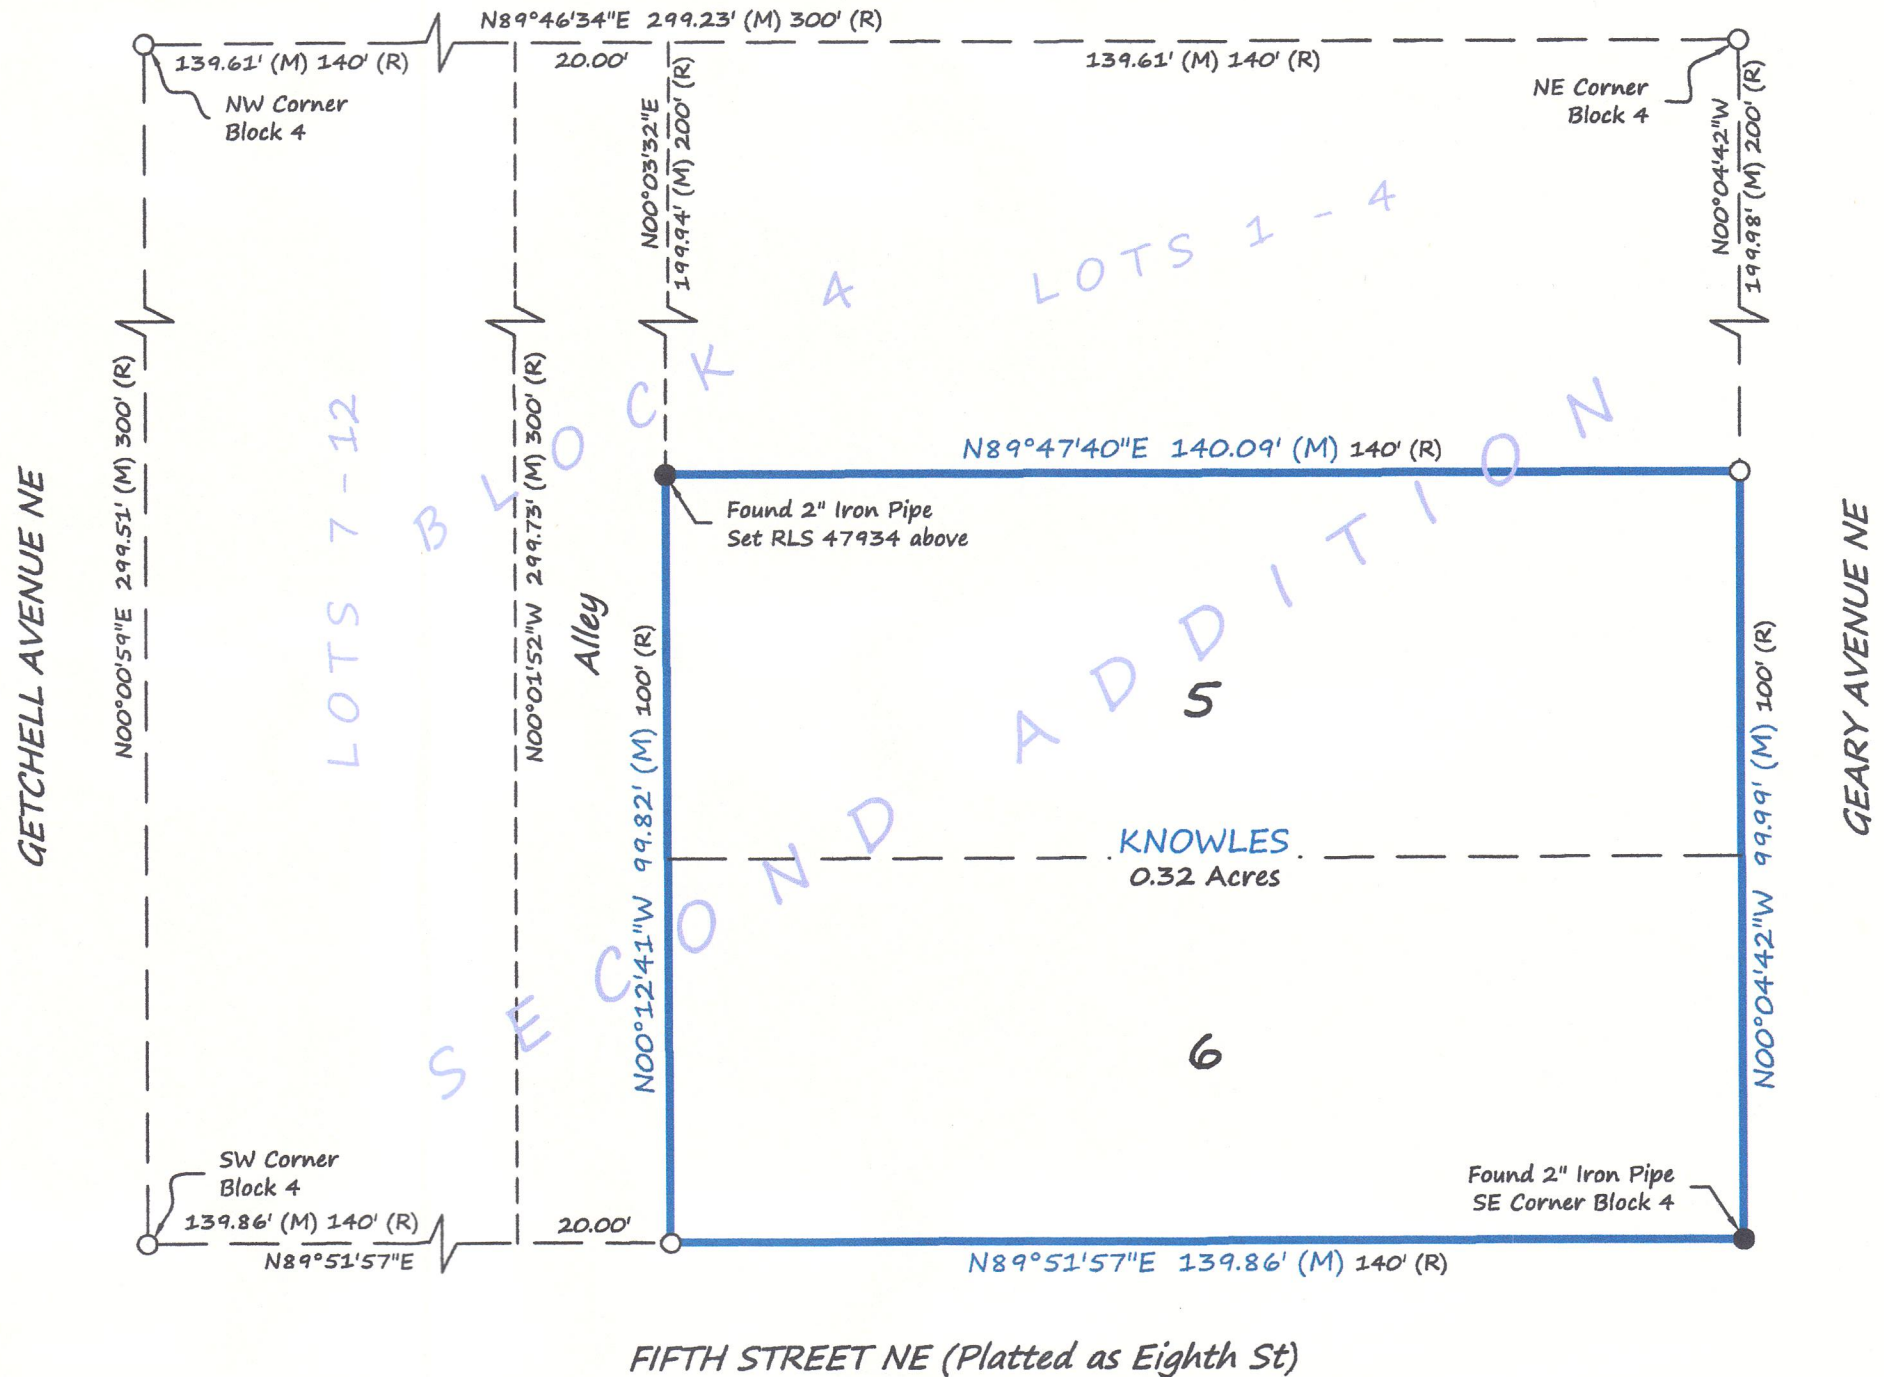 N89°46'34"E 299.23' (M) 300' (R)
139.61' (M) 140' (R)
20.00'
139.61' (M) 140' (R)
NW Corner
Block 4
NE Corner
Block 4
N00°03'32"E
199.94' (M) 200' (R)
N00°04'42"W
199.98' (M) 200' (R)
LOTS 1 - 4
BLOCK 4
LOTS 7 - 12
SECOND ADDITION
GETCHELL AVENUE NE
N00°00'59"E 299.51' (M) 300' (R)
N00°01'52"W 299.73' (M) 300' (R)
Alley
N89°47'40"E 140.09' (M) 140' (R)
Found 2" Iron Pipe
Set RLS 47934 above
N00°12'41"W 99.82' (M) 100' (R)
5
KNOWLES
0.32 Acres
6
N00°04'42"W 99.99' (M) 100' (R)
GEARY AVENUE NE
SW Corner
Block 4
139.86' (M) 140' (R)
N89°51'57"E
20.00'
Found 2" Iron Pipe
SE Corner Block 4
N89°51'57"E 139.86' (M) 140' (R)
FIFTH STREET NE (Platted as Eighth St)